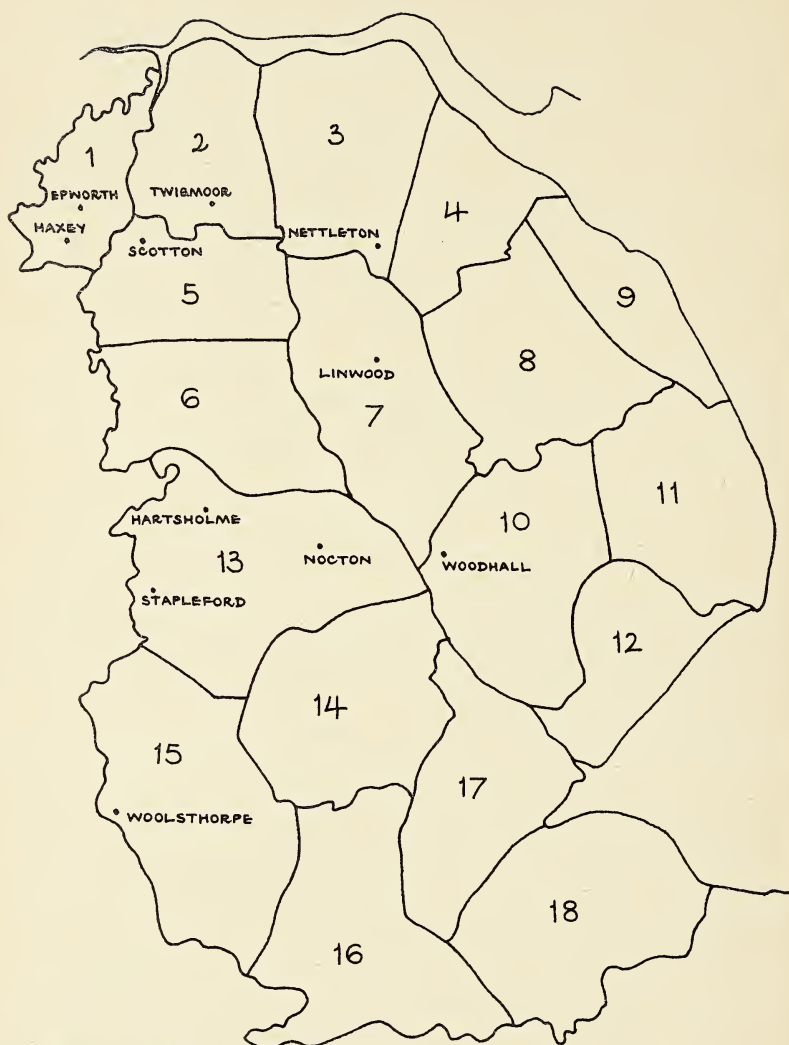 1
2
3
EPWORTH
TWIGMOOR
4
HAXEY
SCOTTON
NETTLETON
5
9
8
LINWOOD
6
7
11
HARTSHOLME
10
13
NOCTON
WOODHALL
STAPLEFORD
12
14
15
17
WOOLSTHORPE
18
16